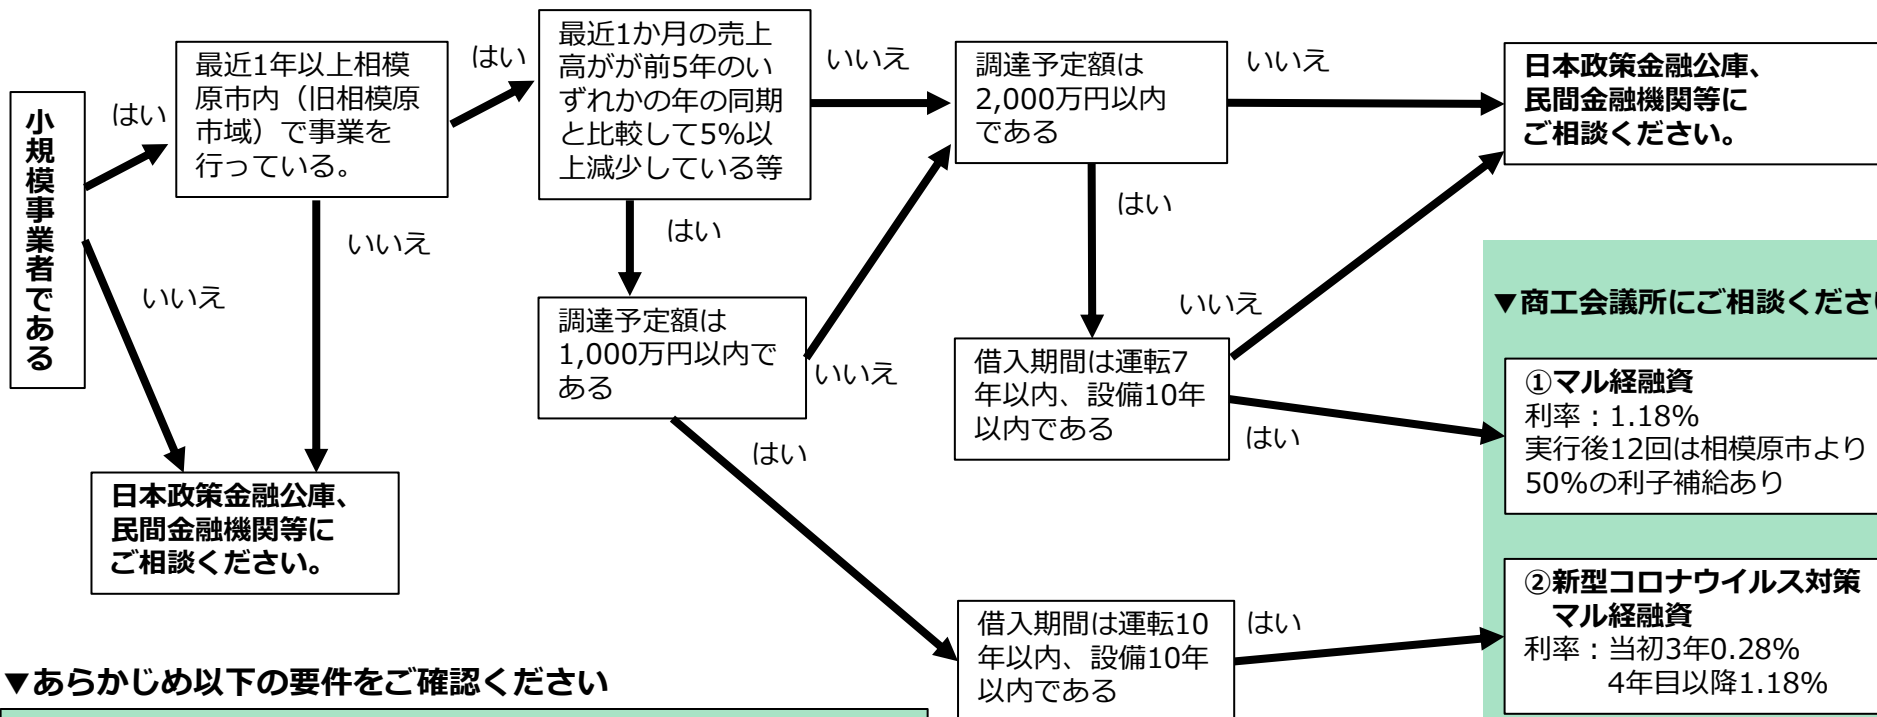 小規模事業者である
はい
いいえ
最近1年以上相模
原市内（旧相模原
市域）で事業を
行っている。
はい
いいえ
日本政策金融公庫、
民間金融機関等に
ご相談ください。
最近1か月の売上
高がが前5年のい
ずれかの年の同期
と比較して5%以
上減少している等
いいえ
はい
調達予定額は
1,000万円以内で
ある
いいえ
はい
調達予定額は
2,000万円以内
である
いいえ
はい
借入期間は運転7
年以内、設備10年
以内である
いいえ
はい
借入期間は運転10
年以内、設備10年
以内である
はい
日本政策金融公庫、
民間金融機関等に
ご相談ください。
▼商工会議所にご相談くださ
①マル経融資
利率：1.18%
実行後12回は相模原市より
50%の利子補給あり
②新型コロナウイルス対策
マル経融資
利率：当初3年0.28%
4年目以降1.18%
▼あらかじめ以下の要件をご確認ください